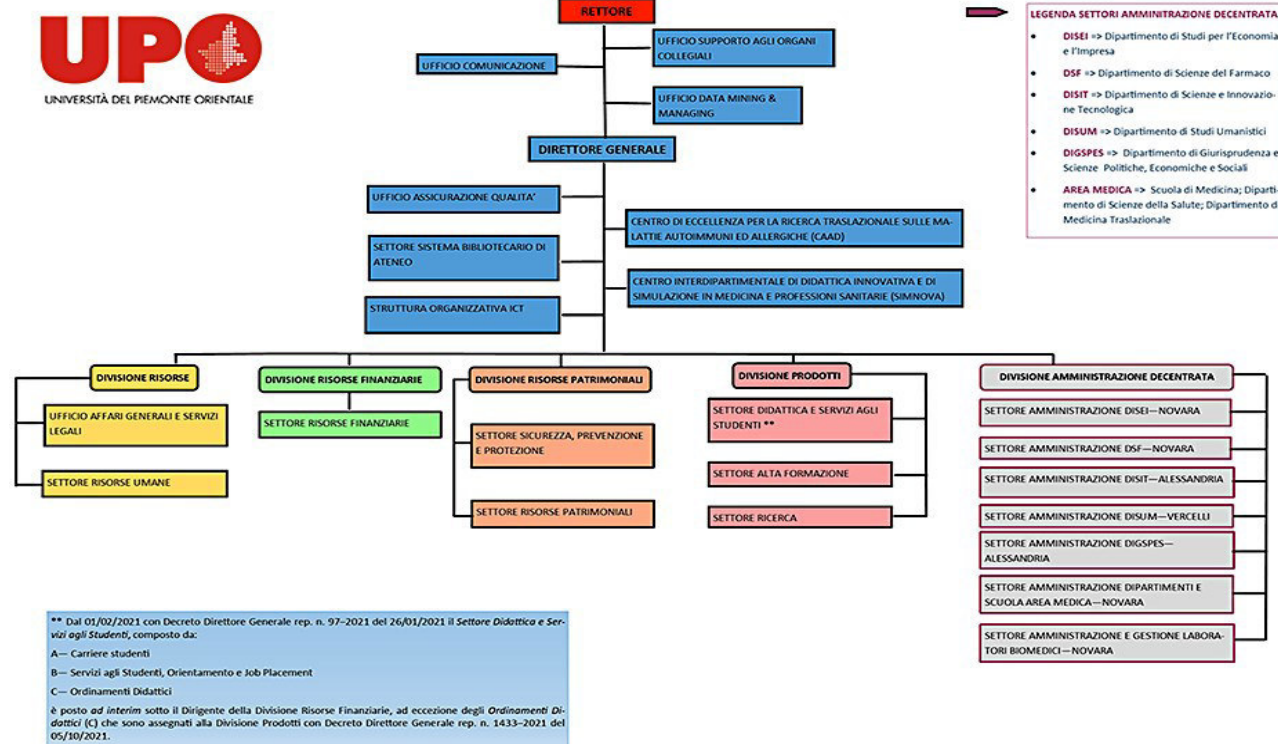 UPO
UNIVERSITÀ DEL PIEMONTE ORIENTALE
RETTORE
UFFICIO COMUNICAZIONE
UFFICIO SUPPORTO AGLI ORGANI
COLLEGIALI
UFFICIO DATA MINING &
MANAGING
DIRETTORE GENERALE
LEGENDA SETTORI AMMINITRAZIONE DECENTRATA
• DISEI => Dipartimento di Studi per l'Economia
e l'Impresa
• DSF => Dipartimento di Scienze del Farmaco
• DISIT => Dipartimento di Scienze e Innovazio-
ne Tecnologica
• DISUM => Dipartimento di Studi Umanistici
• DIGSPES => Dipartimento di Giurisprudenza e
Scienze Politiche, Economiche e Sociali
• AREA MEDICA => Scuola di Medicina; Diparti-
mento di Scienze della Salute; Dipartimento d
Medicina Traslazionale
UFFICIO ASSICURAZIONE QUALITA'
SETTORE SISTEMA BIBLIOTECARIO DI
ATENEO
STRUTTURA ORGANIZZATIVA ICT
CENTRO DI ECCELLENZA PER LA RICERCA TRASLAZIONALE SULLE MA-
LATTIE AUTOIMMUNI ED ALLERGICHE (CAAD)
CENTRO INTERDIPARTIMENTALE DI DIDATTICA INNOVATIVA E DI
SIMULAZIONE IN MEDICINA E PROFESSIONI SANITARIE (SIMNOVA)
DIVISIONE RISORSE
UFFICIO AFFARI GENERALI E SERVIZI
LEGALI
SETTORE RISORSE UMANE
DIVISIONE RISORSE FINANZIARIE
SETTORE RISORSE FINANZIARIE
DIVISIONE RISORSE PATRIMONIALI
SETTORE SICUREZZA, PREVENZIONE
E PROTEZIONE
SETTORE RISORSE PATRIMONIALI
DIVISIONE PRODOTTI
SETTORE DIDATTICA E SERVIZI AGLI
STUDENTI **
SETTORE ALTA FORMAZIONE
SETTORE RICERCA
DIVISIONE AMMINISTRAZIONE DECENTRATA
SETTORE AMMINISTRAZIONE DISEI—NOVARA
SETTORE AMMINISTRAZIONE DSF—NOVARA
SETTORE AMMINISTRAZIONE DISIT—ALESSANDRIA
SETTORE AMMINISTRAZIONE DISUM—VERCELLI
SETTORE AMMINISTRAZIONE DIGSPES—
ALESSANDRIA
SETTORE AMMINISTRAZIONE DIPARTIMENTI E
SCUOLA AREA MEDICA—NOVARA
SETTORE AMMINISTRAZIONE E GESTIONE LABORA-
TORI BIOMEDICI—NOVARA
** Dal 01/02/2021 con Decreto Direttore Generale rep. n. 97–2021 del 26/01/2021 il Settore Didattica e Ser-
vizi agli Studenti, composto da:
A— Carriere studenti
B— Servizi agli Studenti, Orientamento e Job Placement
C— Ordinamenti Didattici
è posto ad interim sotto il Dirigente della Divisione Risorse Finanziarie, ad eccezione degli Ordinamenti Di-
dattici (C) che sono assegnati alla Divisione Prodotti con Decreto Direttore Generale rep. n. 1433–2021 del
05/10/2021.